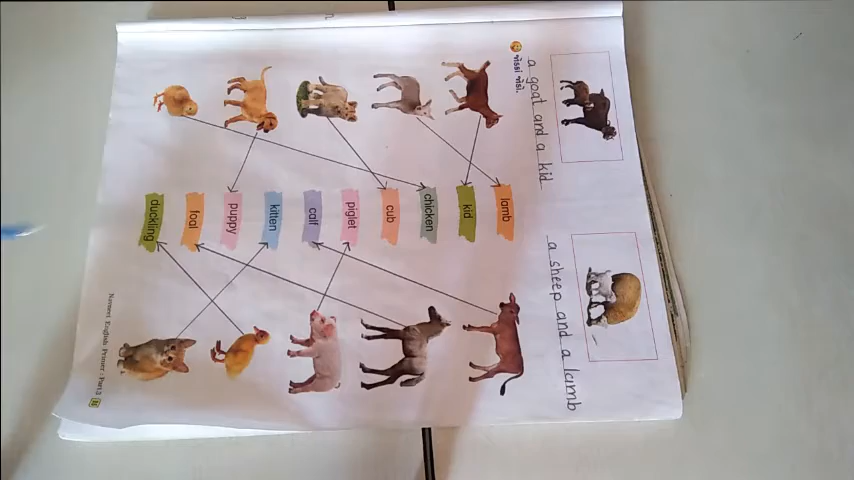 a goat and a kid
a sheep and a lamb
lamb
kid
chicken
cub
piglet
calf
kitten
puppy
foal
duckling
Navneet English Primer : Part 3